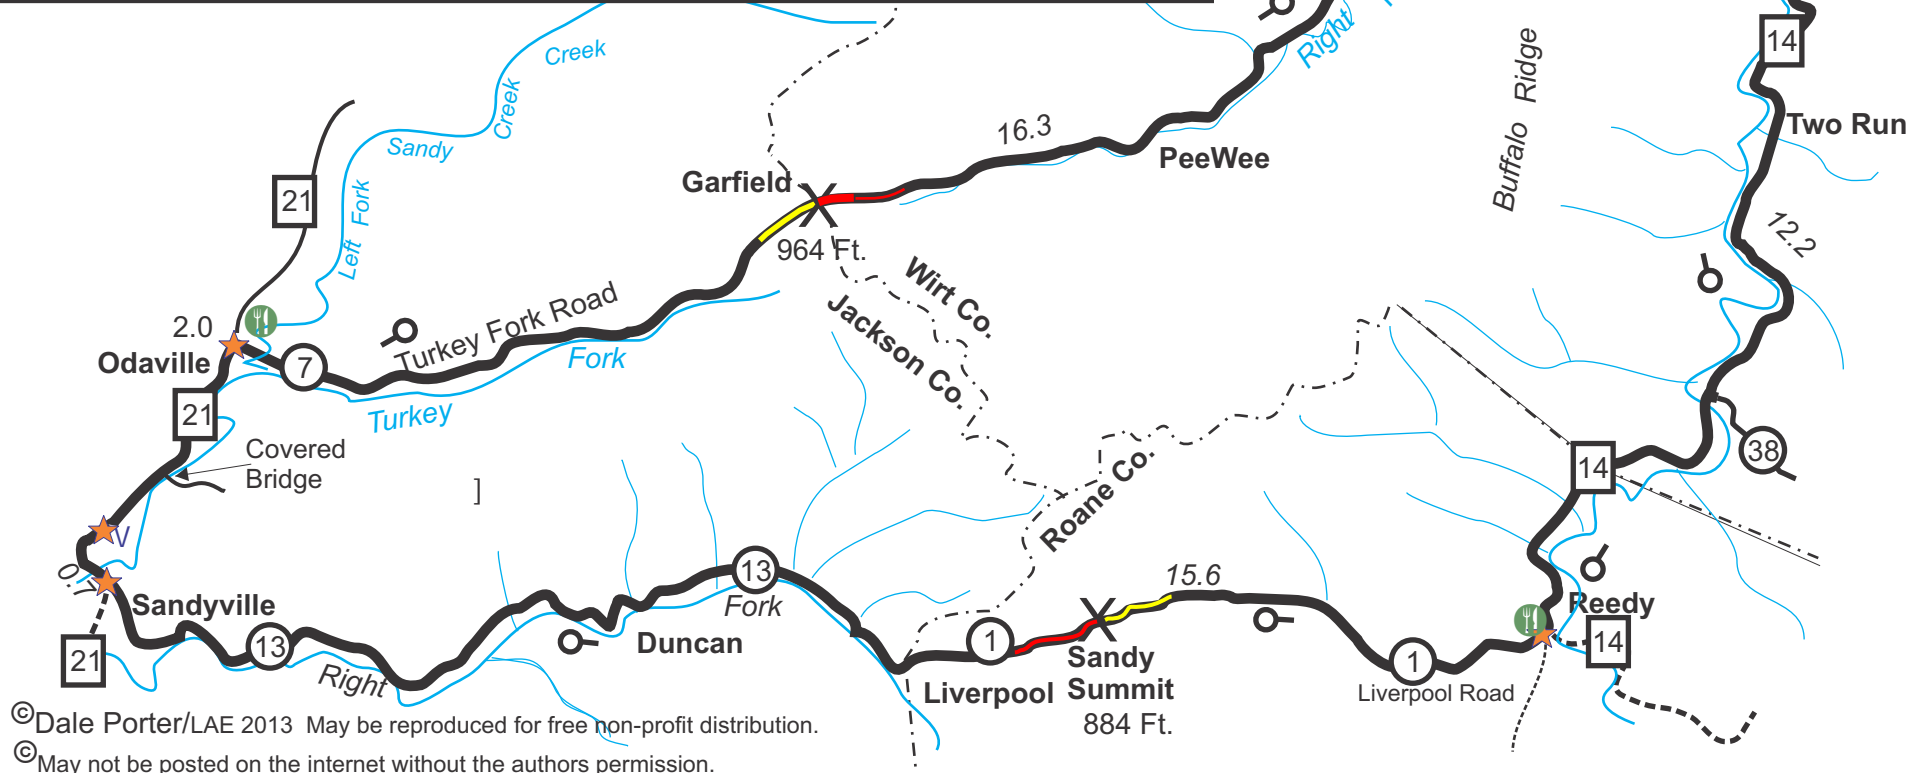 Creek
Creek
Sandy
Left Fork
21
2.0
Odaville
21
7
Turkey Fork Road
Fork
Turkey
Covered
Bridge
]
V
0.7
Sandyville
21
13
Right
Duncan
13
Fork
Garfield
964 Ft.
16.3
PeeWee
Right
Wirt Co.
Jackson Co.
Roane Co.
Buffalo Ridge
14
Two Run
12.2
38
14
Reedy
14
15.6
1
Liverpool
Sandy
Summit
884 Ft.
1
Liverpool Road
©Dale Porter/LAE 2013 May be reproduced for free non-profit distribution.
©May not be posted on the internet without the authors permission.